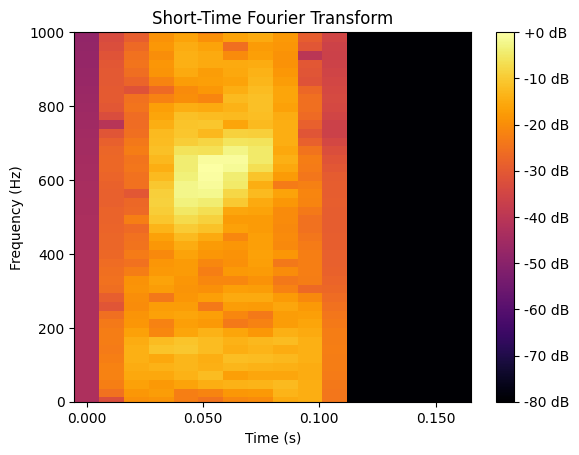 Short-Time Fourier Transform
Frequency (Hz)
1000
800
600
400
200
0
0.000
0.050
0.100
0.150
Time (s)
+0 dB
-10 dB
-20 dB
-30 dB
-40 dB
-50 dB
-60 dB
-70 dB
-80 dB